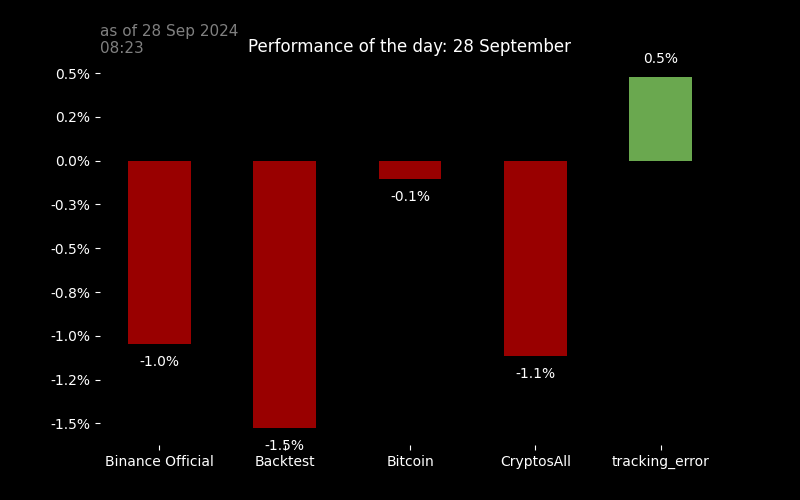 as of 28 Sep 2024
08:23
Performance of the day: 28 September
0.5%
0.5%
0.2%
0.0%
-0.3%
-0.5%
-0.8%
-1.0%
-1.2%
-1.5%
-1.0%
-1.5%
-0.1%
-1.1%
Binance Official
Backtest
Bitcoin
CryptosAll
tracking_error